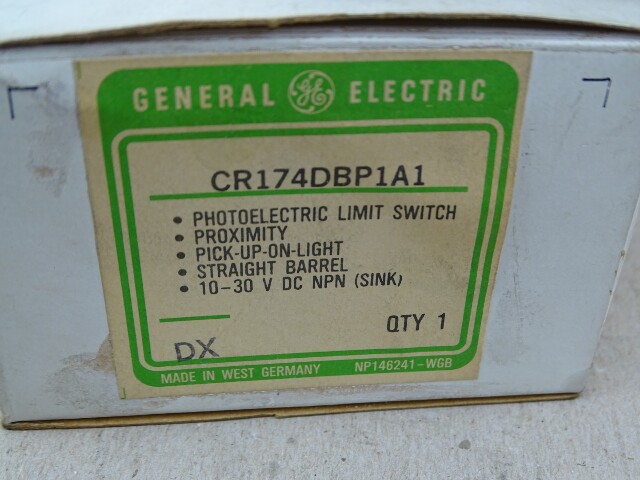 GENERAL GE ELECTRIC
CR174DBP1A1
• PHOTOELECTRIC LIMIT SWITCH
• PROXIMITY
• PICK-UP-ON-LIGHT
• STRAIGHT BARREL
• 10-30 V DC NPN (SINK)
QTY 1
DX
MADE IN WEST GERMANY NP146241-WGB